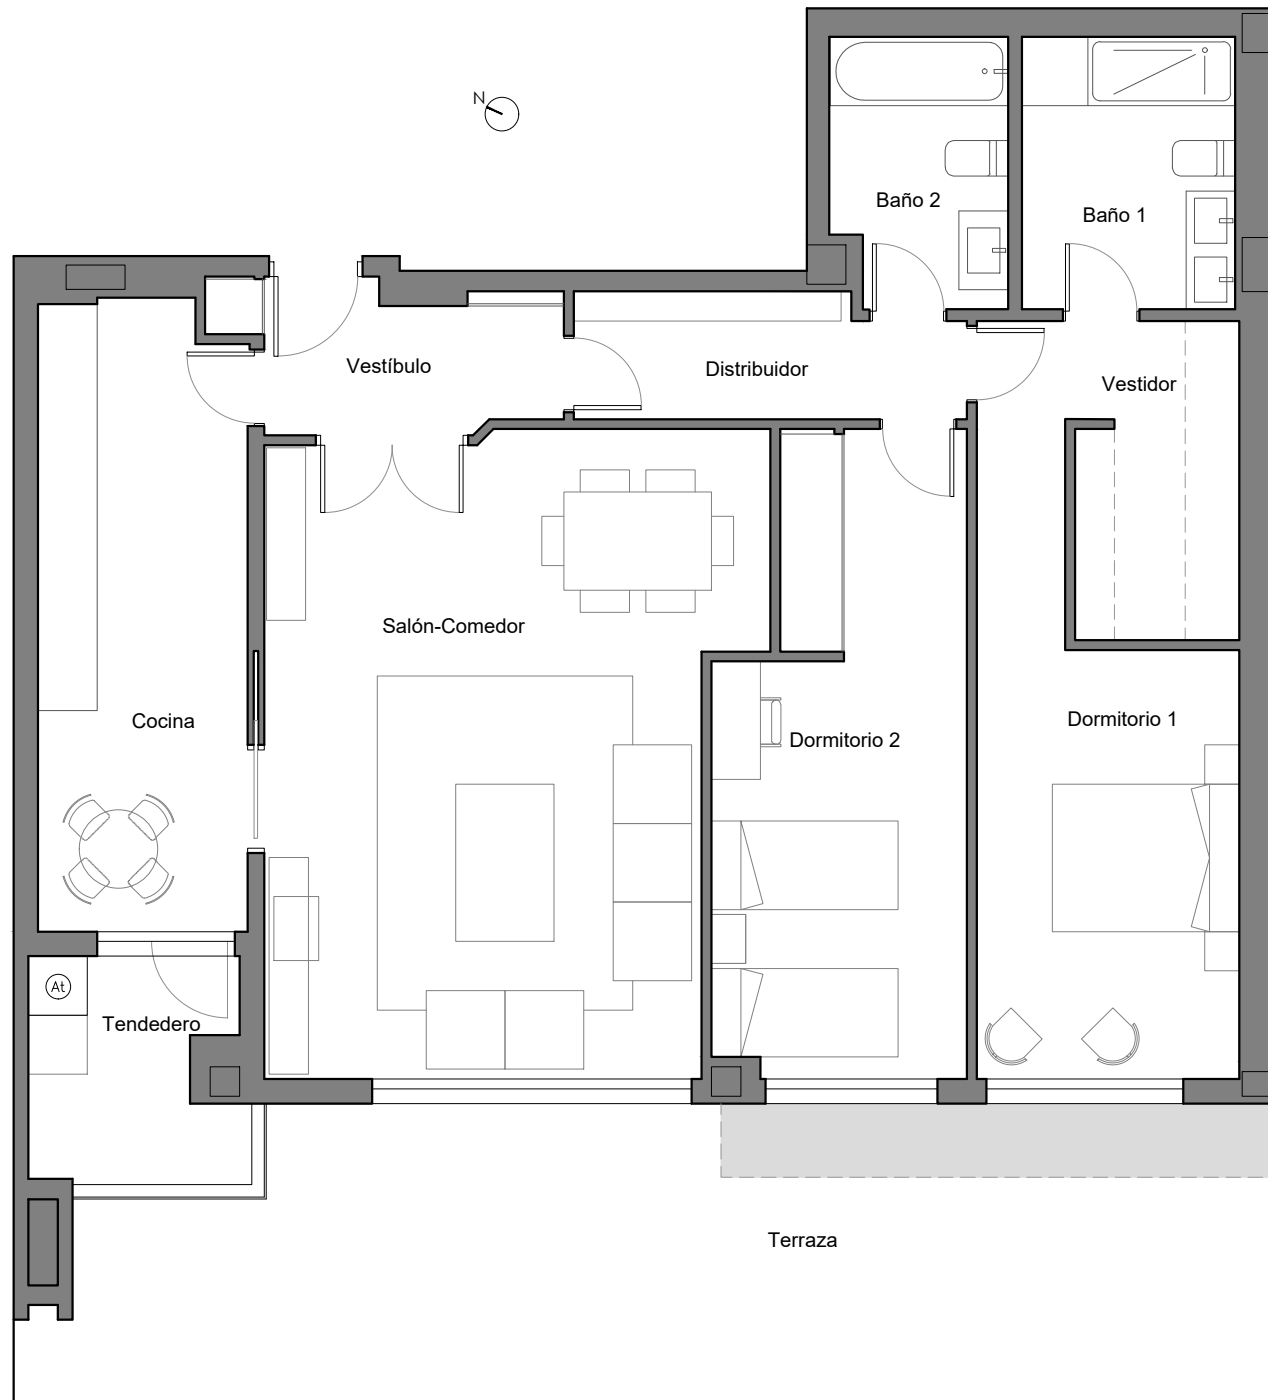 N
Baño 2
Baño 1
Vestíbulo
Distribuidor
Vestidor
Salón-Comedor
Cocina
Dormitorio 2
Dormitorio 1
At
Tendedero
Terraza